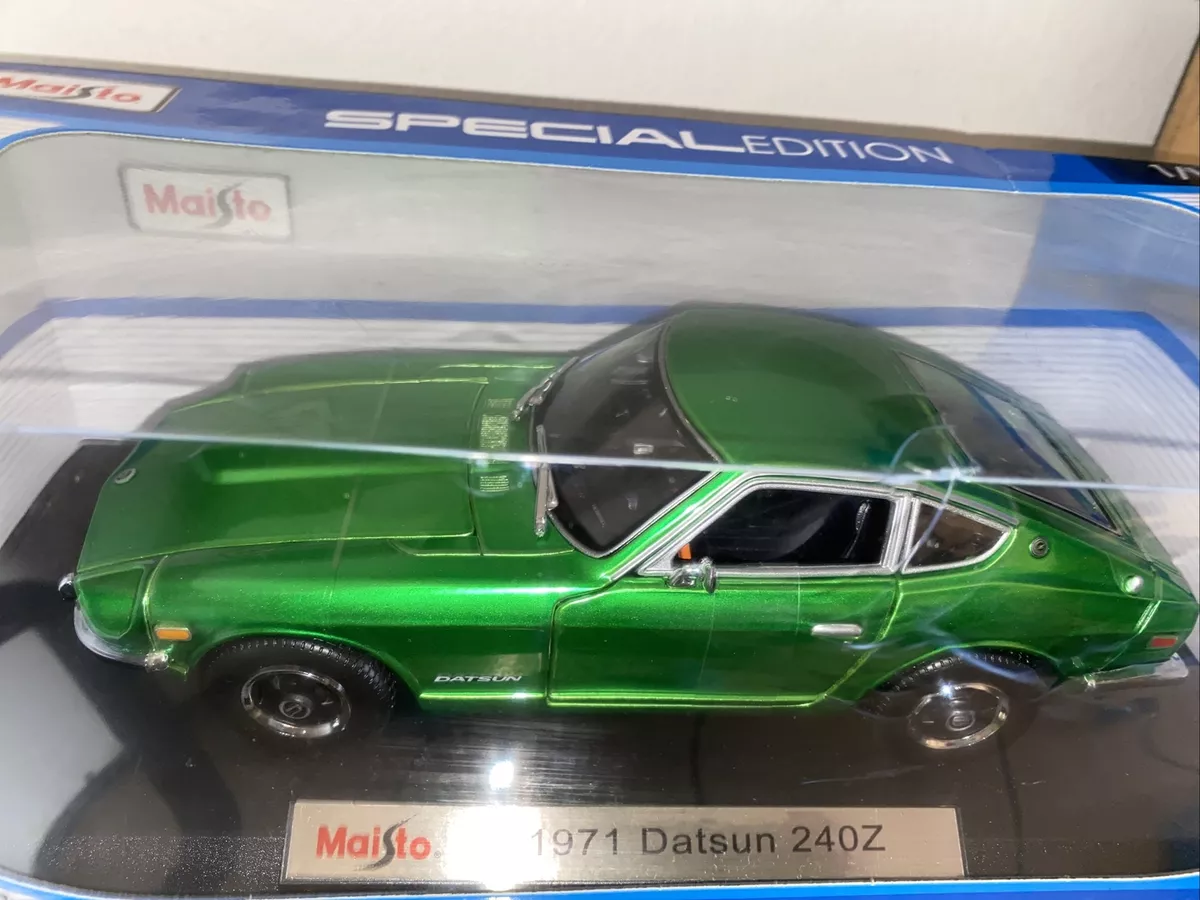 Maisto
SPECIAL EDITION
Maisto
DATSUN
Maisto. 1971 Datsun 240Z